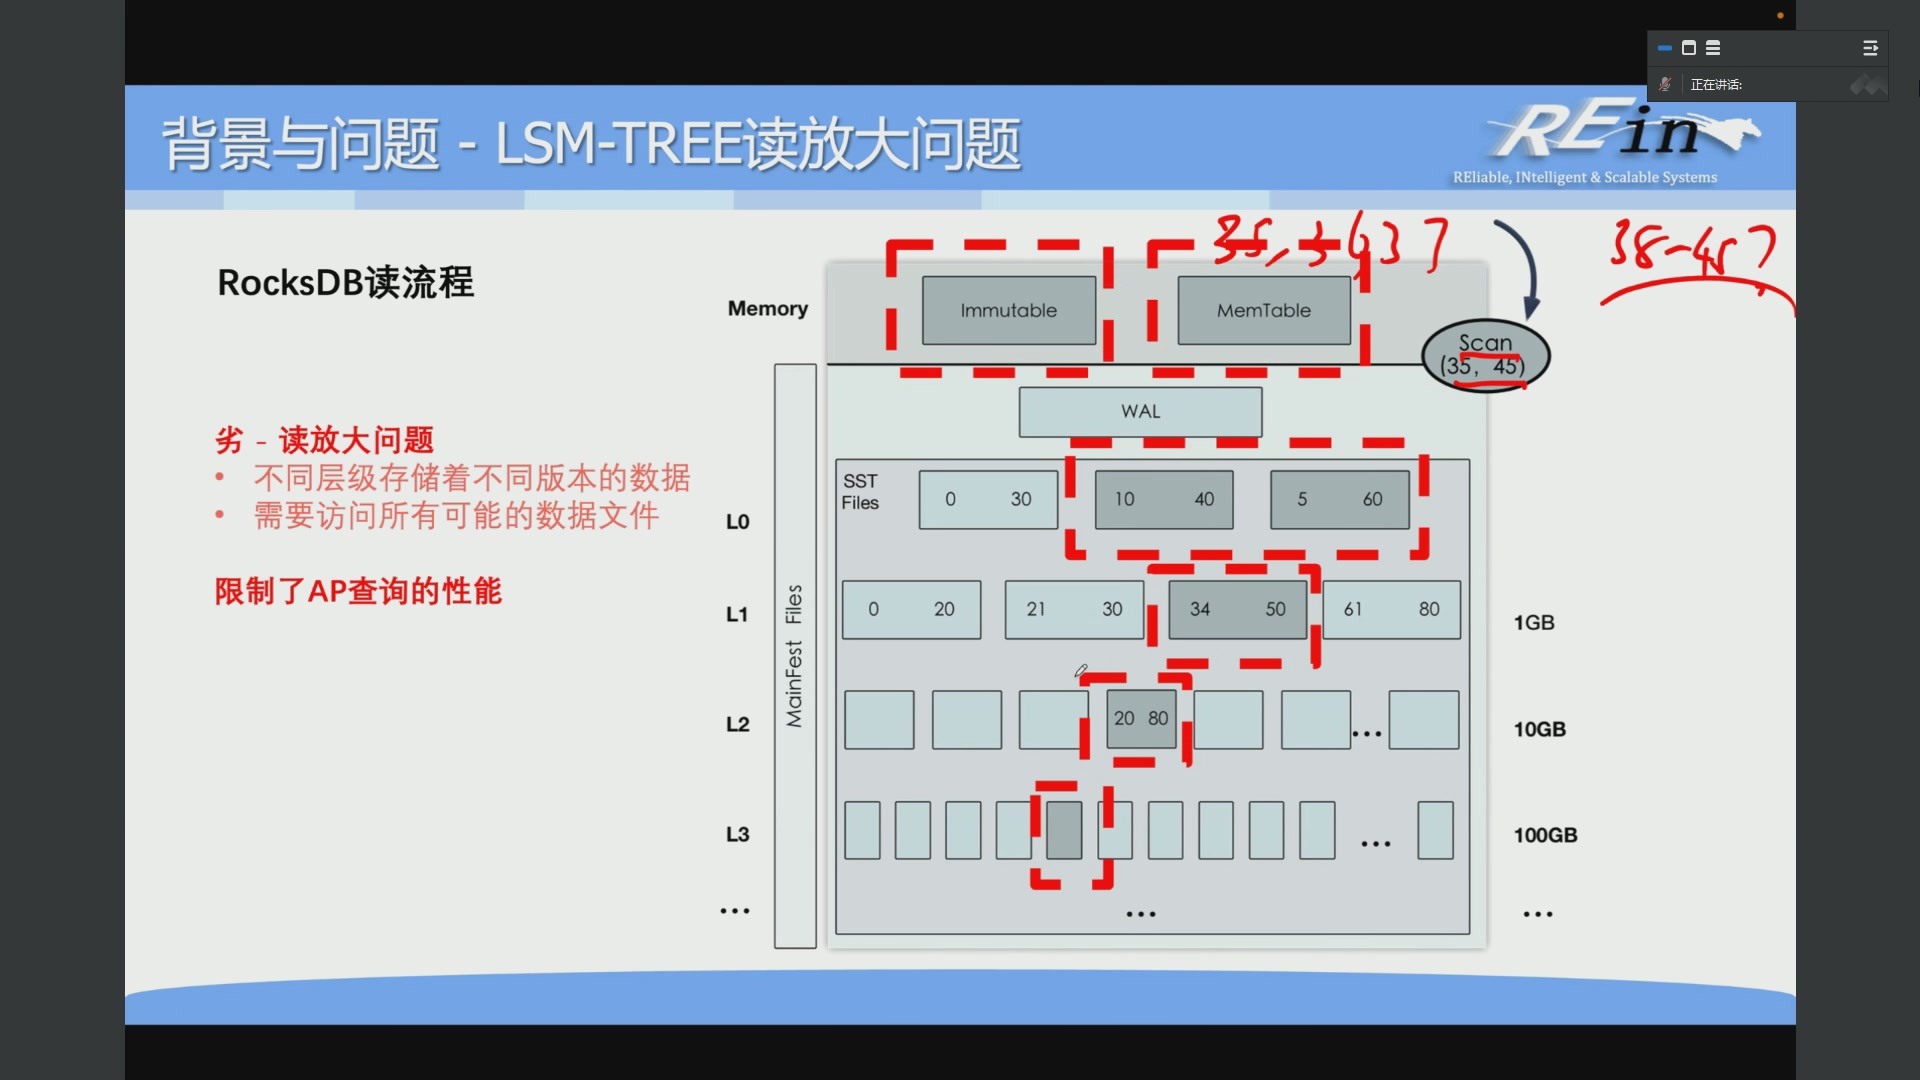 正在讲话:
背景与问题 - LSM-TREE读放大问题
REin
REliable, INtelligent & Scalable Systems
35, 3637
38-45?
RocksDB读流程
Memory
Immutable
MemTable
Scan
(35, 45)
WAL
劣 - 读放大问题
• 不同层级存储着不同版本的数据
• 需要访问所有可能的数据文件
限制了AP查询的性能
MainFest Files
SST
Files
L0
0 30
10 40
5 60
L1
0 20
21 30
34 50
61 80
1GB
L2
20 80
...
10GB
L3
...
100GB
...
...
...